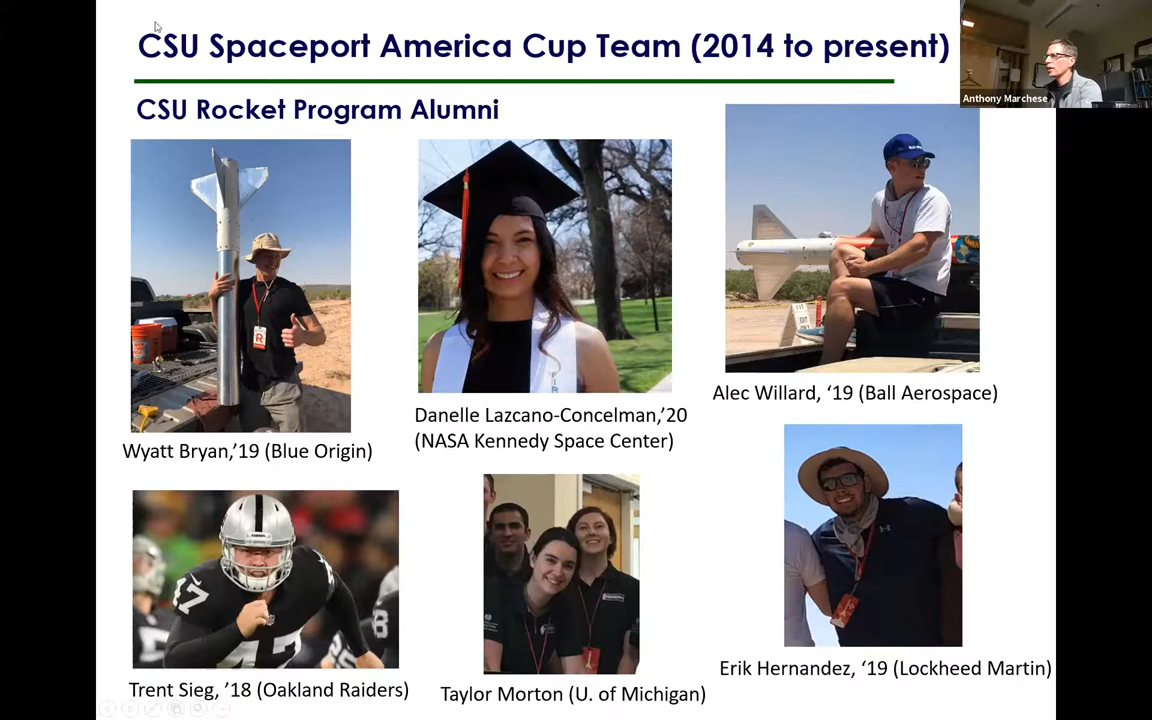 CSU Spaceport America Cup Team (2014 to present)
Anthony Marchese
CSU Rocket Program Alumni
R
Wyatt Bryan,’19 (Blue Origin)
Danelle Lazcano-Concelman,’20
(NASA Kennedy Space Center)
Alec Willard, ‘19 (Ball Aerospace)
47
Trent Sieg, ’18 (Oakland Raiders)
Taylor Morton (U. of Michigan)
Erik Hernandez, ‘19 (Lockheed Martin)